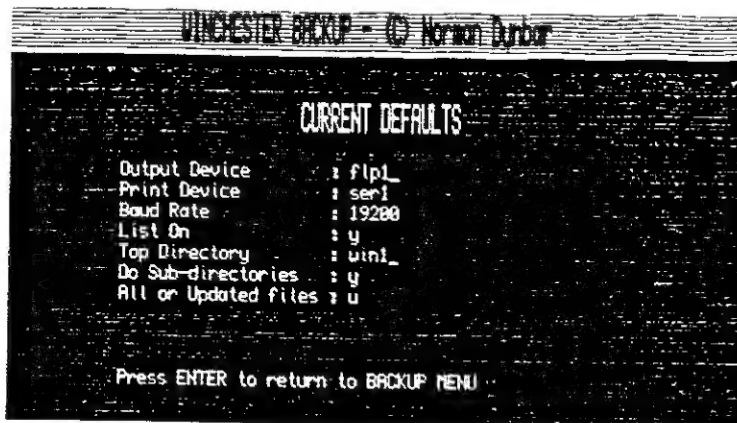 WINCHESTER BACKUP - (C) Norman Dunbar
CURRENT DEFAULTS
Output Device : flp1_
Print Device : ser1
Baud Rate : 19200
List On : y
Top Directory : win1_
Do Sub-directories : y
All or Updated files : u
Press ENTER to return to BACKUP MENU